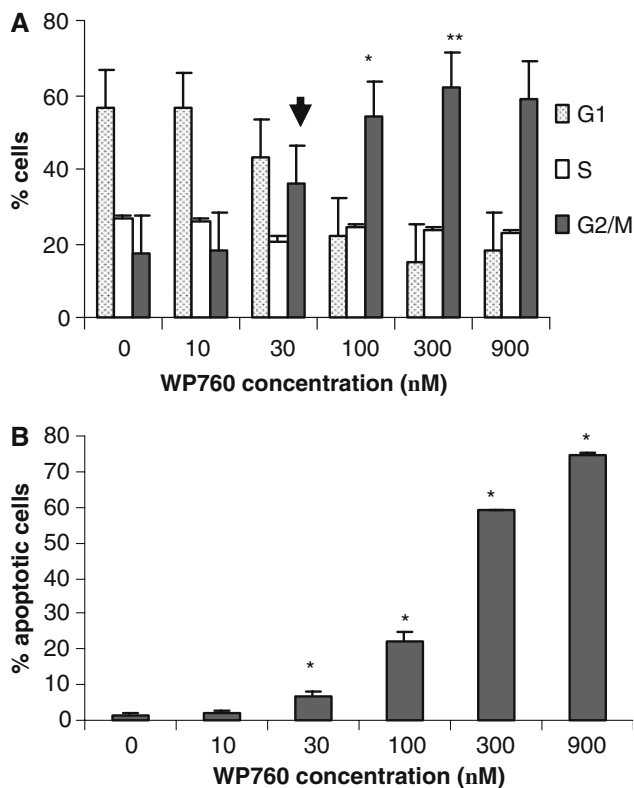 A
% cells
80
60
40
20
0
* **
G1
S
G2/M
0 10 30 100 300 900
WP760 concentration (nM)
B
% apoptotic cells
80
70
60
50
40
30
20
10
0
* * * *
0 10 30 100 300 900
WP760 concentration (nM)